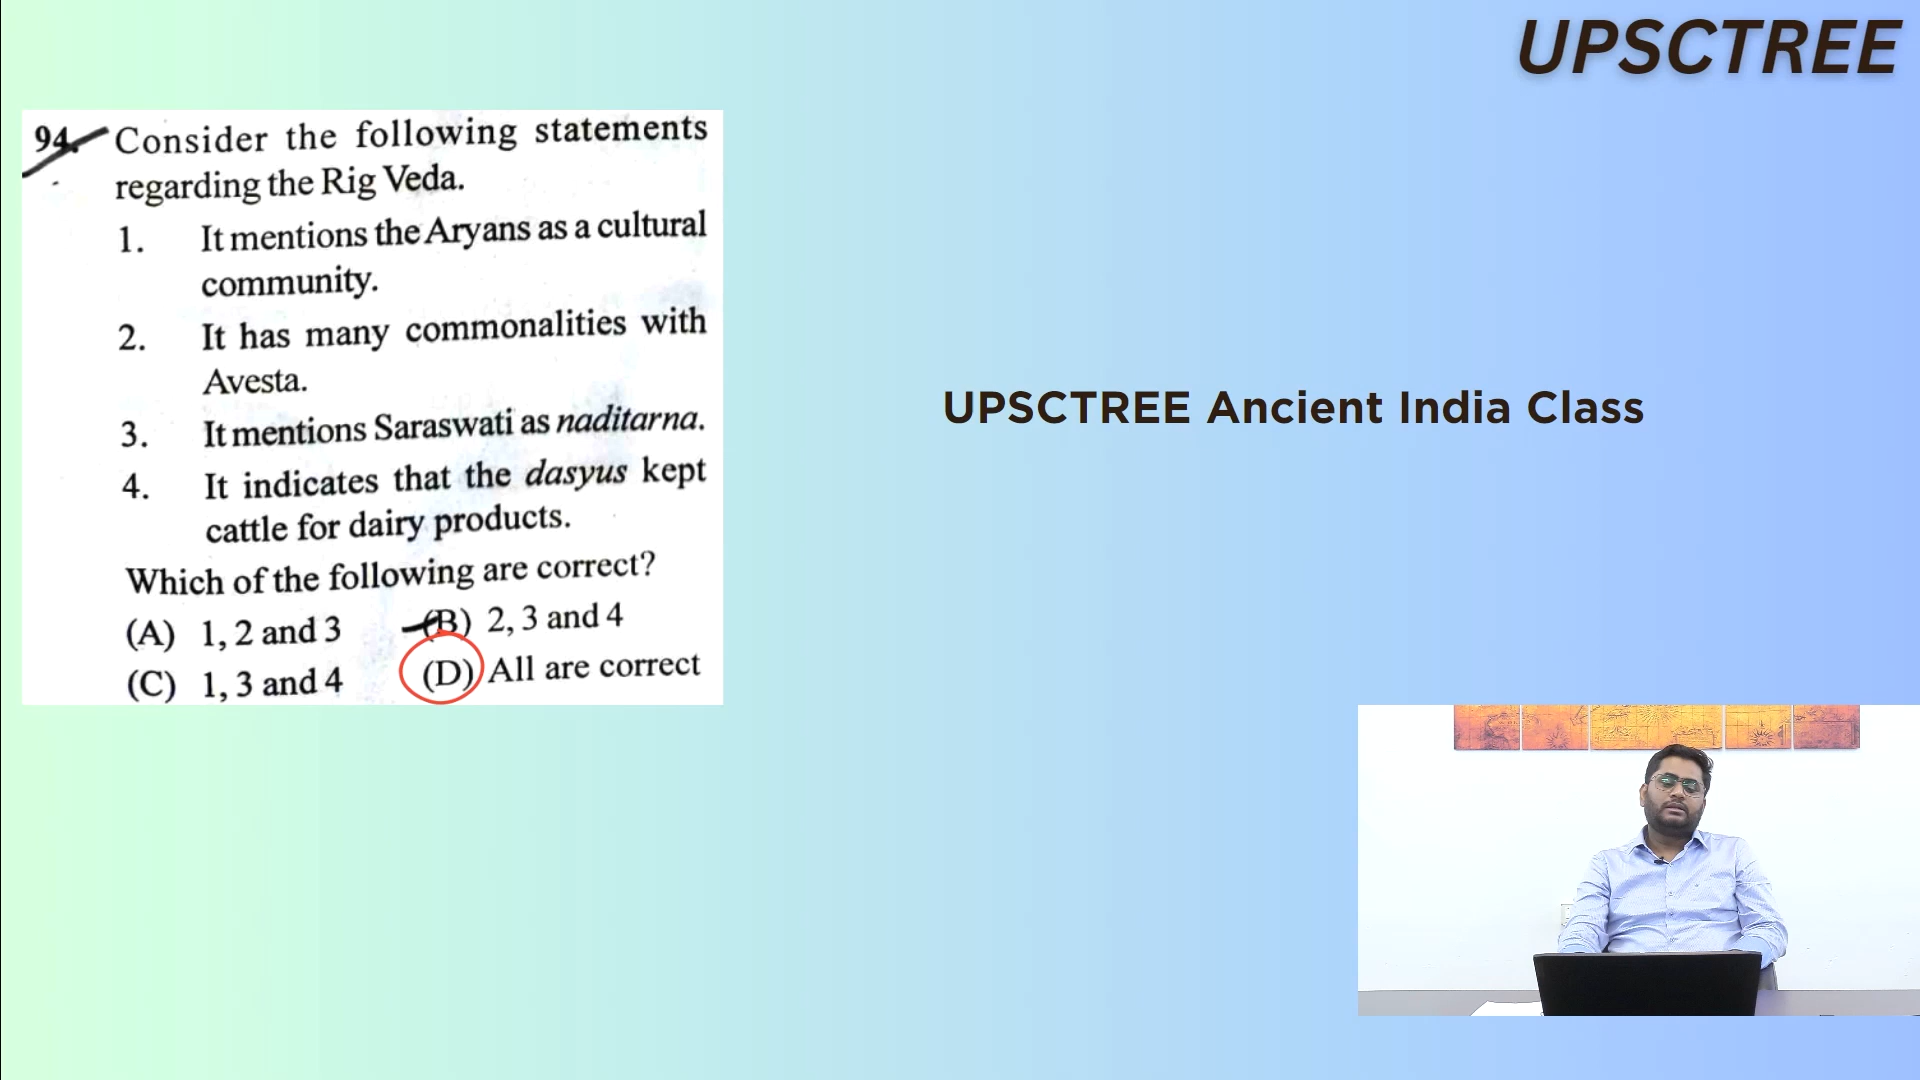 UPSCTREE
94. Consider the following statements
regarding the Rig Veda.
1. It mentions the Aryans as a cultural
community.
2. It has many commonalities with
Avesta.
3. It mentions Saraswati as naditarna.
4. It indicates that the dasyus kept
cattle for dairy products.
Which of the following are correct?
(A) 1, 2 and 3 (B) 2, 3 and 4
(C) 1, 3 and 4 (D) All are correct
UPSCTREE Ancient India Class